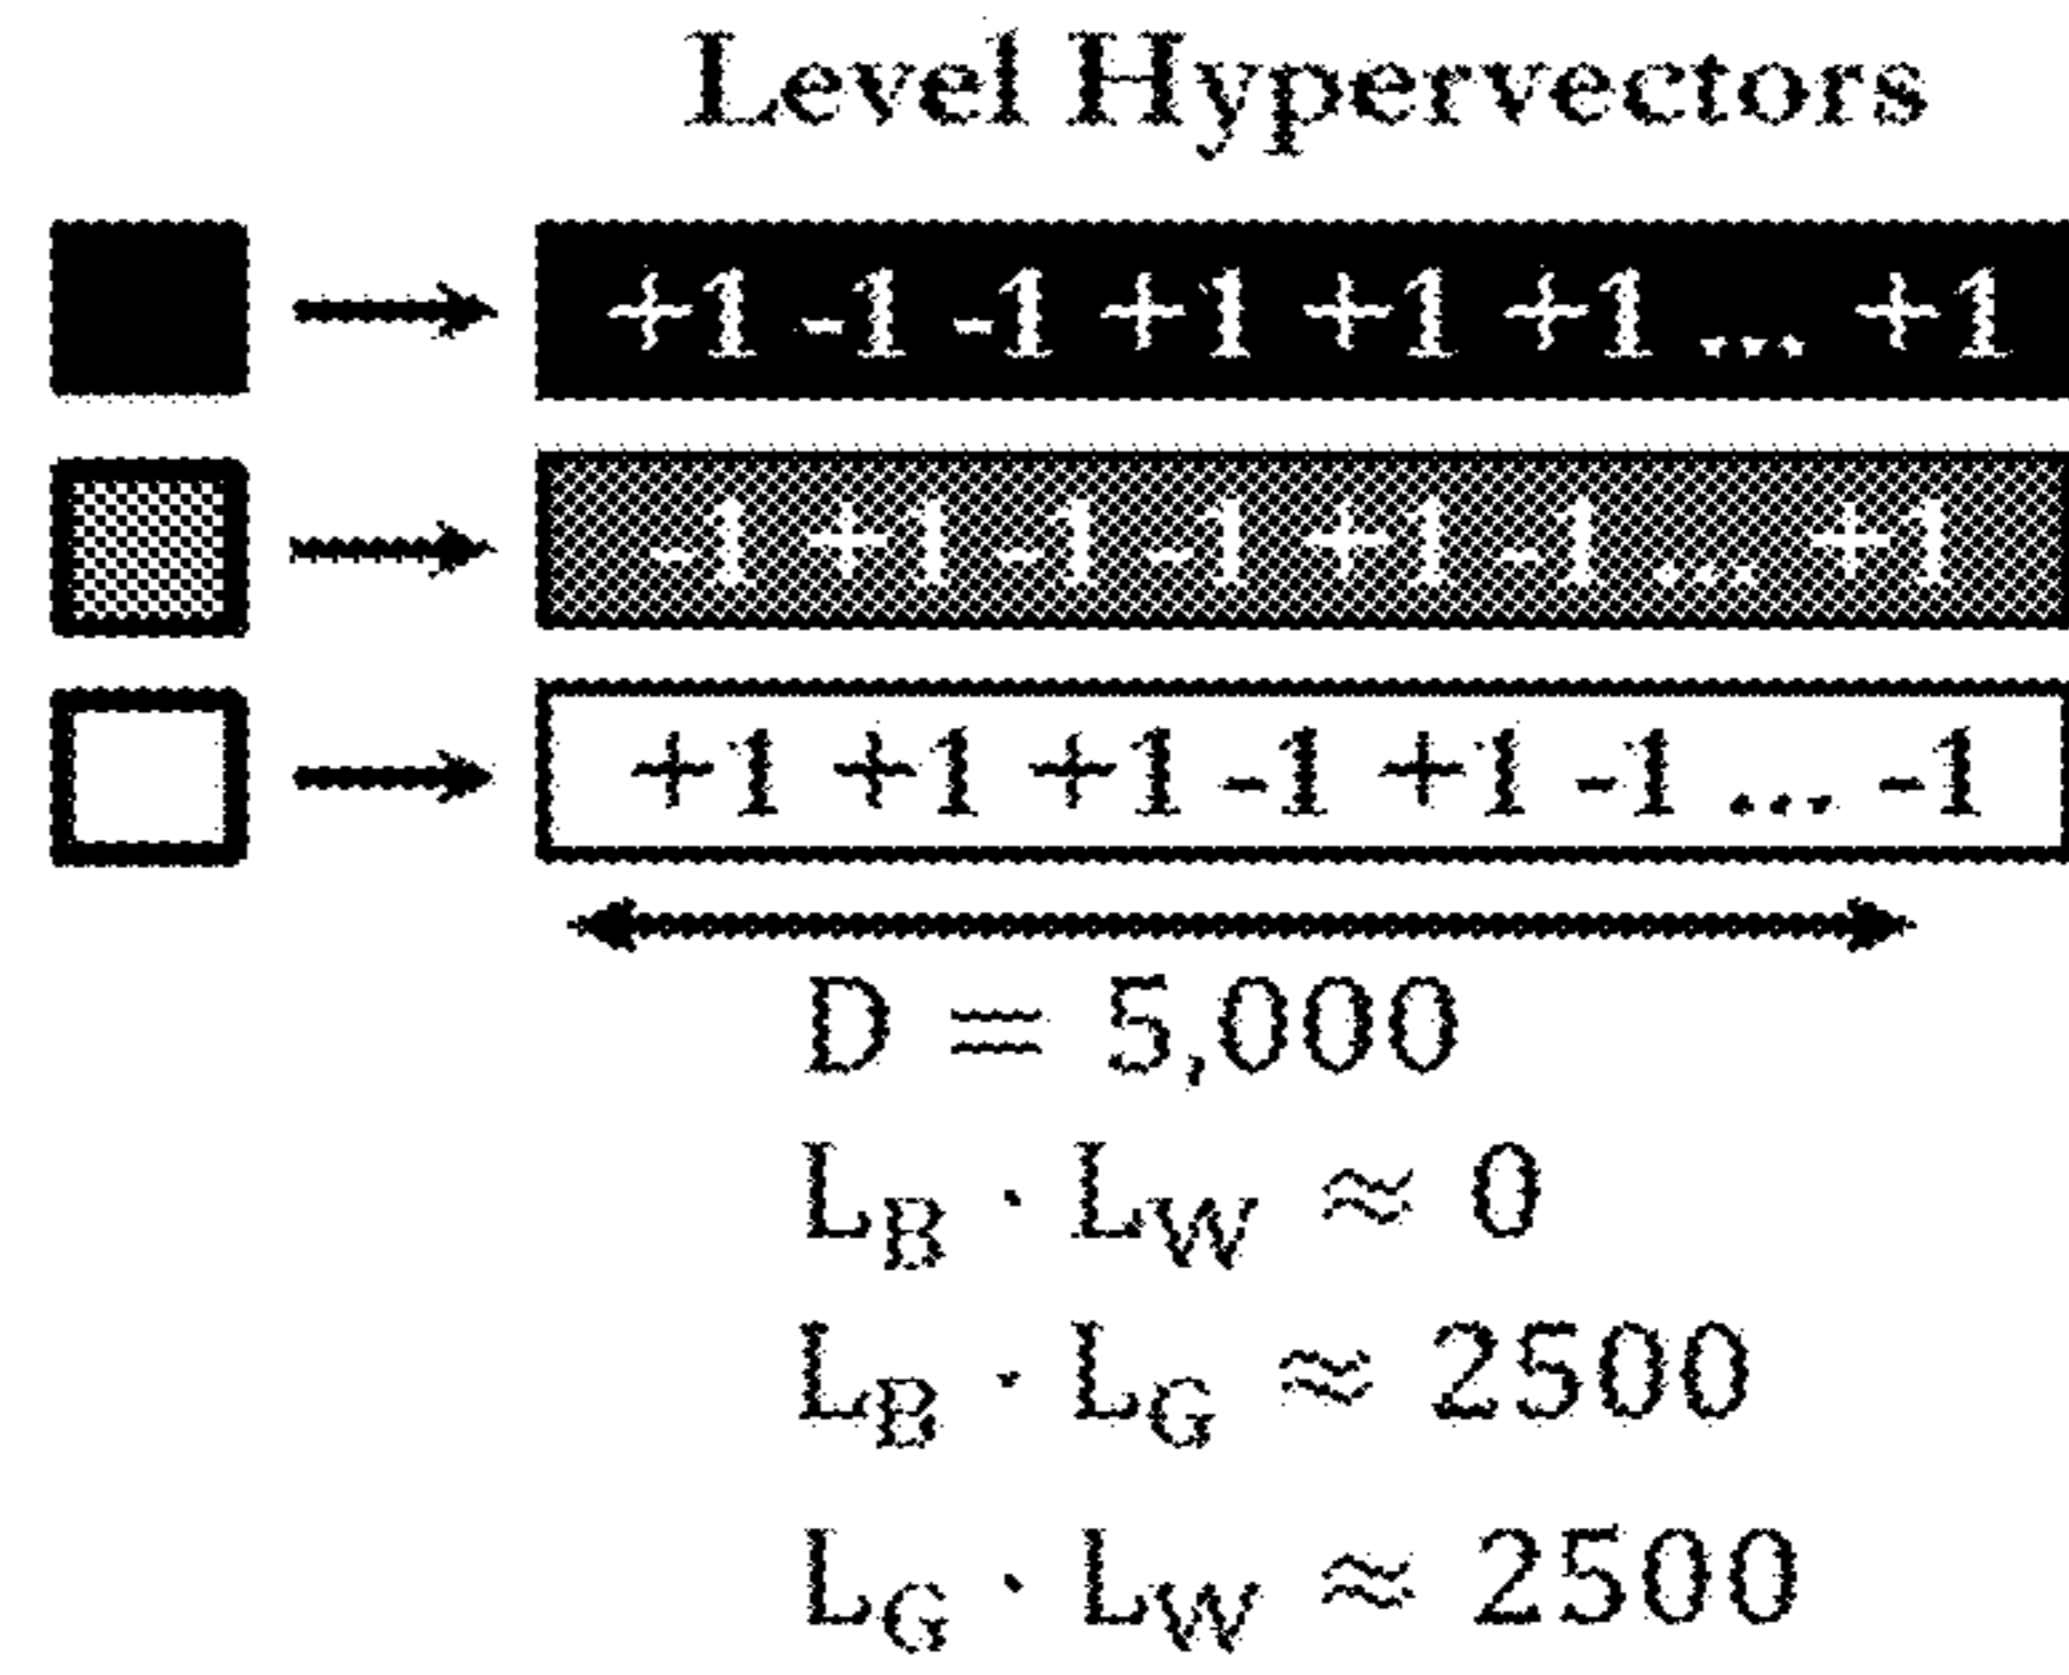 Level Hypervectors
+1 -1 -1 +1 +1 +1 ... +1
-1 +1 -1 -1 +1 -1 ... +1
+1 +1 +1 -1 +1 -1 ... -1
D = 5,000
L_B · L_W ≈ 0
L_B · L_G ≈ 2500
L_G · L_W ≈ 2500